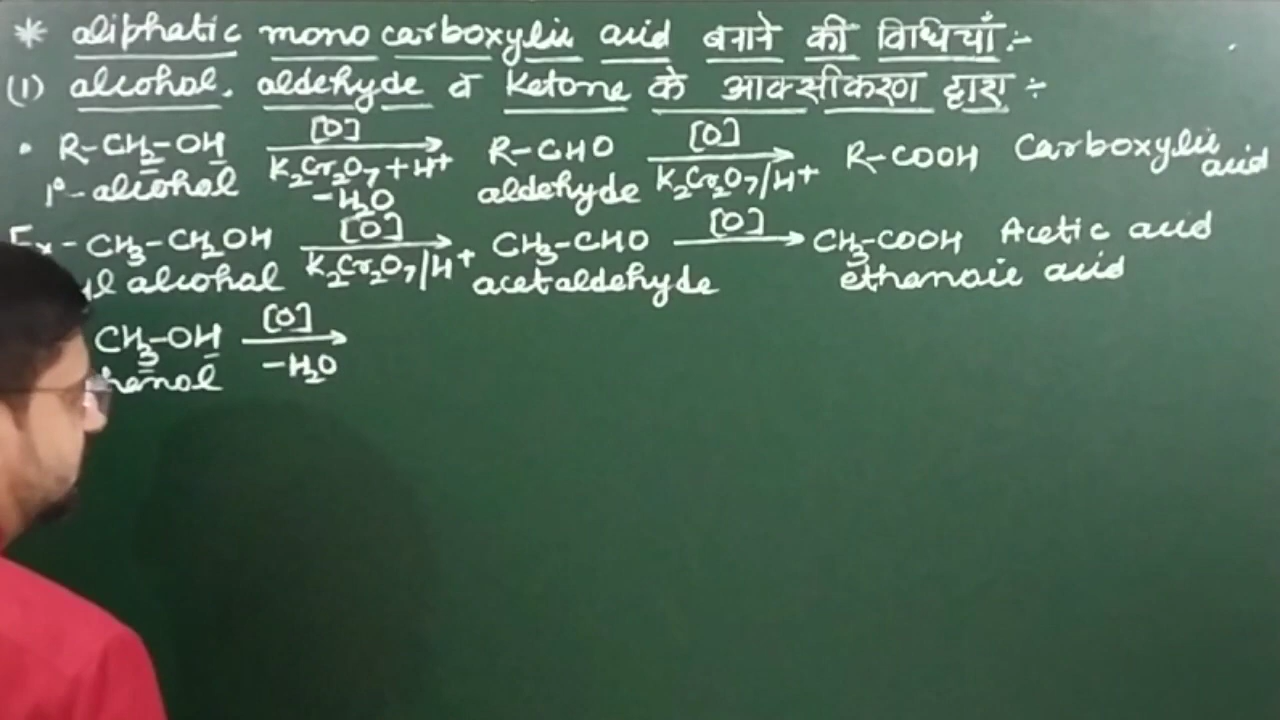 * aliphatic mono carboxylic acid बनाने की विधियाँ :-
(1) alcohol, aldehyde व Ketone के आक्सीकरण द्वारा ÷
• R-CH₂-OH [O] K₂Cr₂O₇+H⁺ -H₂O R-CHO [O] K₂Cr₂O₇/H⁺ R-COOH Carboxylic acid
1°-alcohol aldehyde
Ex- CH₃-CH₂OH [O] K₂Cr₂O₇/H⁺ CH₃-CHO [O] CH₃-COOH Acetic acid
alcohol acetaldehyde ethanoic acid
CH₃-OH [O] -H₂O